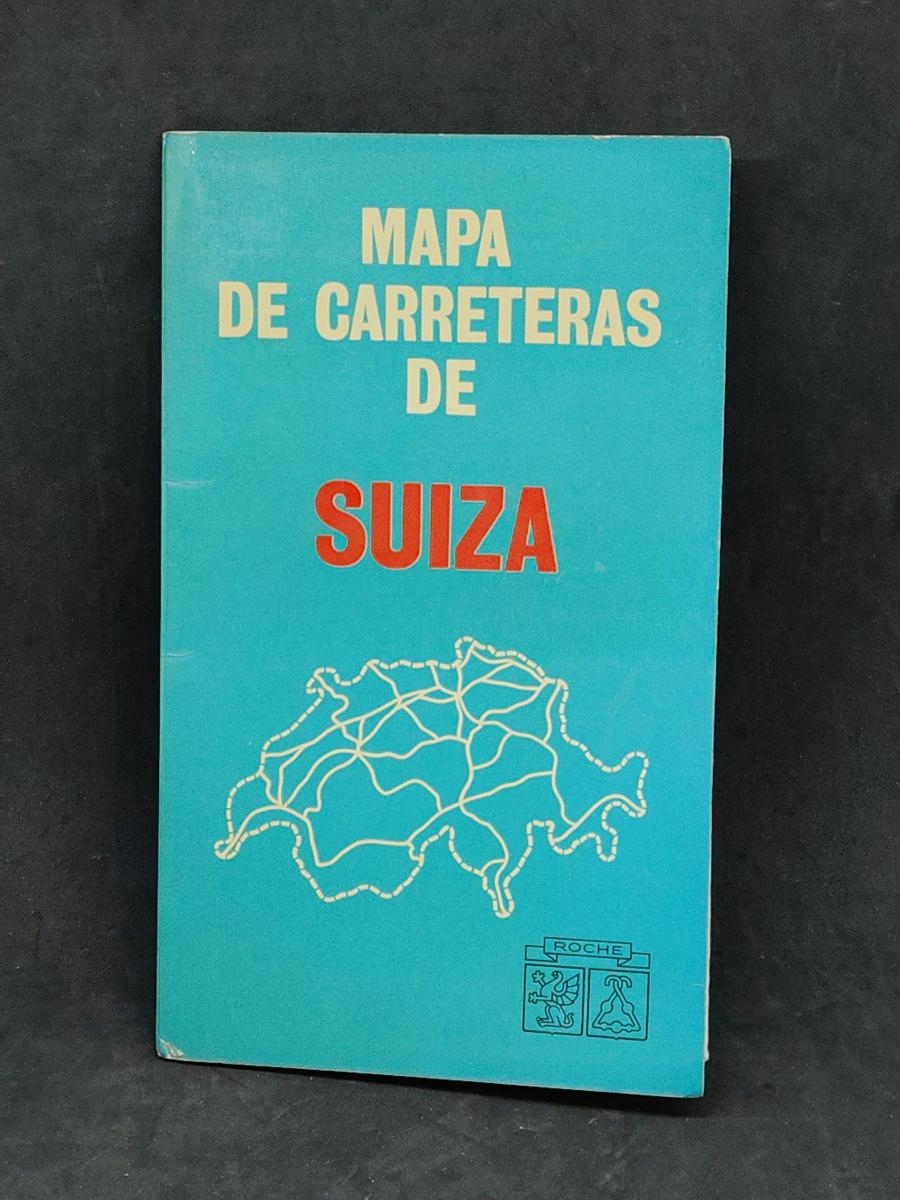 MAPA
DE CARRETERAS
DE
SUIZA
ROCHE